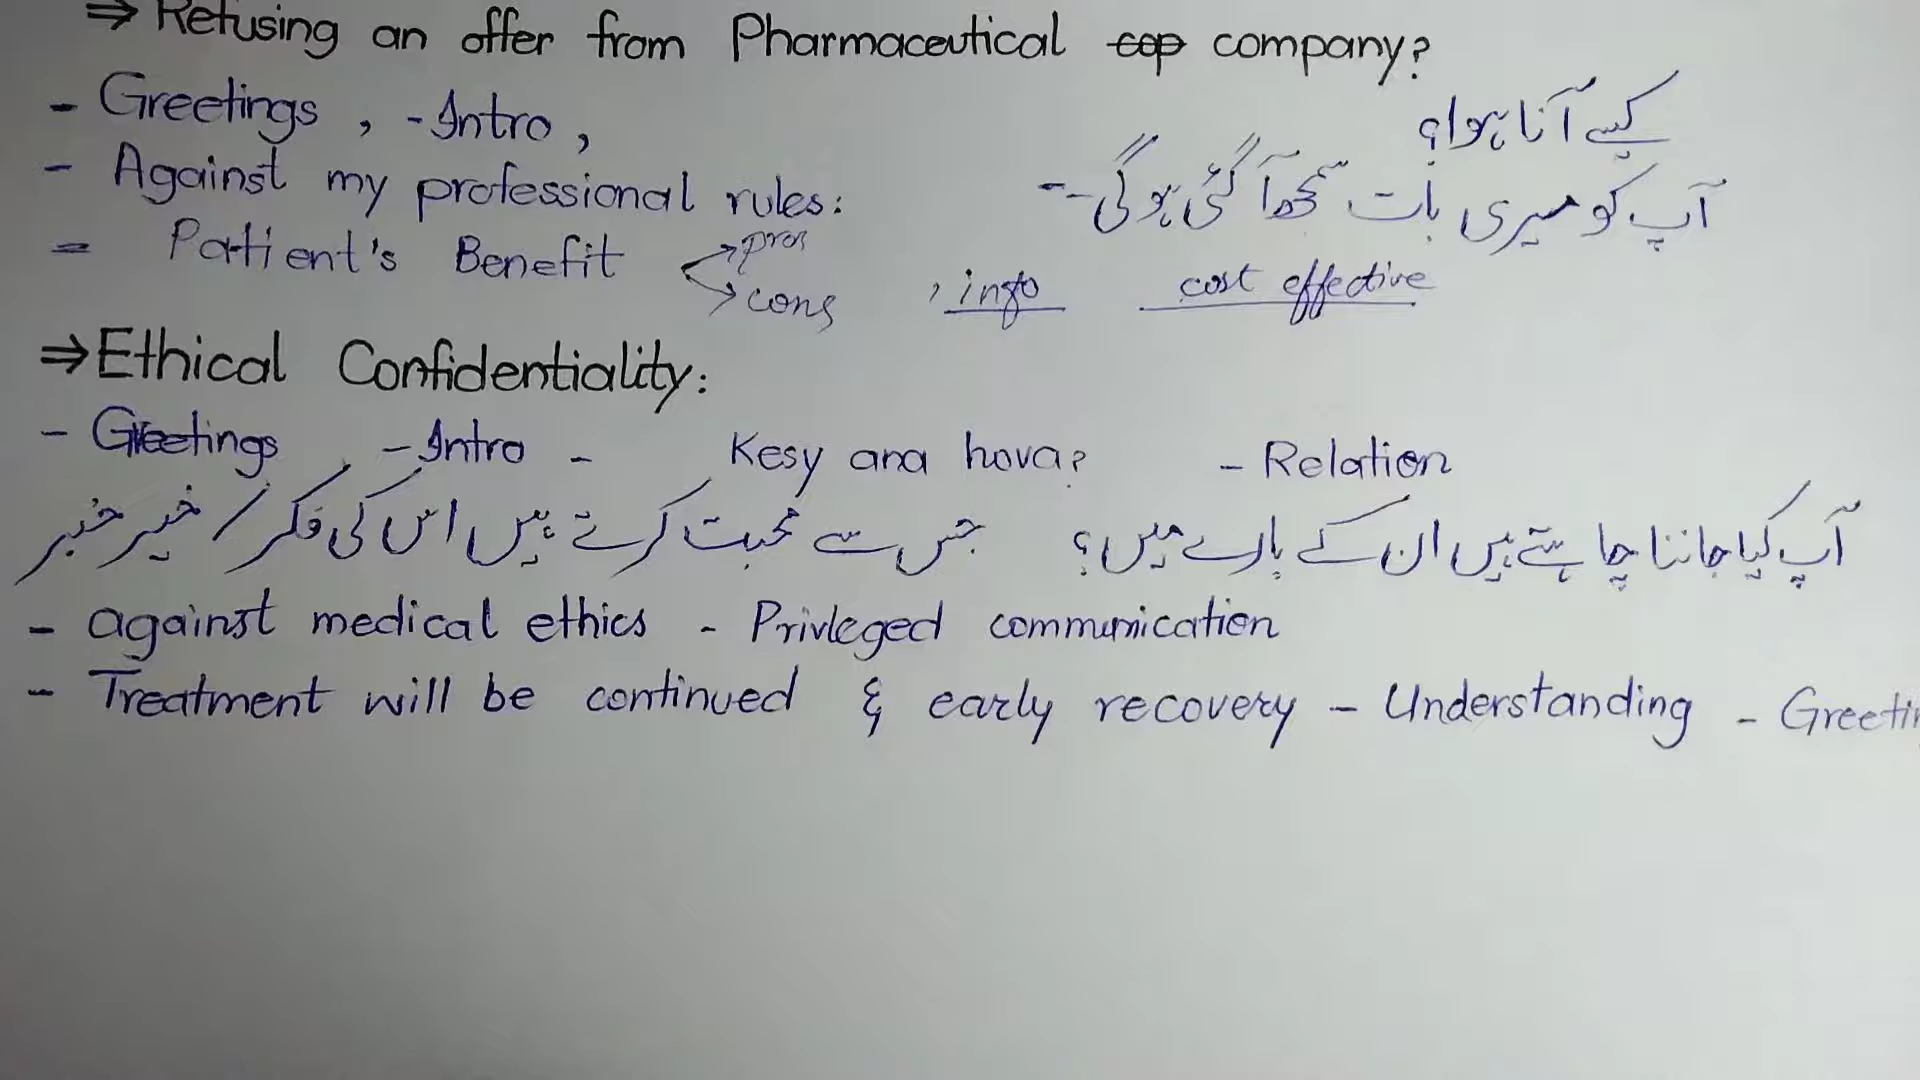 ⇒ Refusing an offer from Pharmaceutical cop company?
- Greetings, - Intro, کیسے آنا ہوا؟
- Against my professional rules: آپ کو میری بات سمجھ آ گئی ہو گی --
= Patient's Benefit → pros → cons , info cost effective
⇒ Ethical Confidentiality:
- Greetings - Intro - Kesy ana hova? - Relation
آپ کیا جاننا چاہتے ہیں ان کے بارے میں؟ جس سے محبت کرتے ہیں اس کی فکر / خیر خبر
- against medical ethics - Privleged communication
- Treatment will be continued & early recovery - Understanding - Greetin